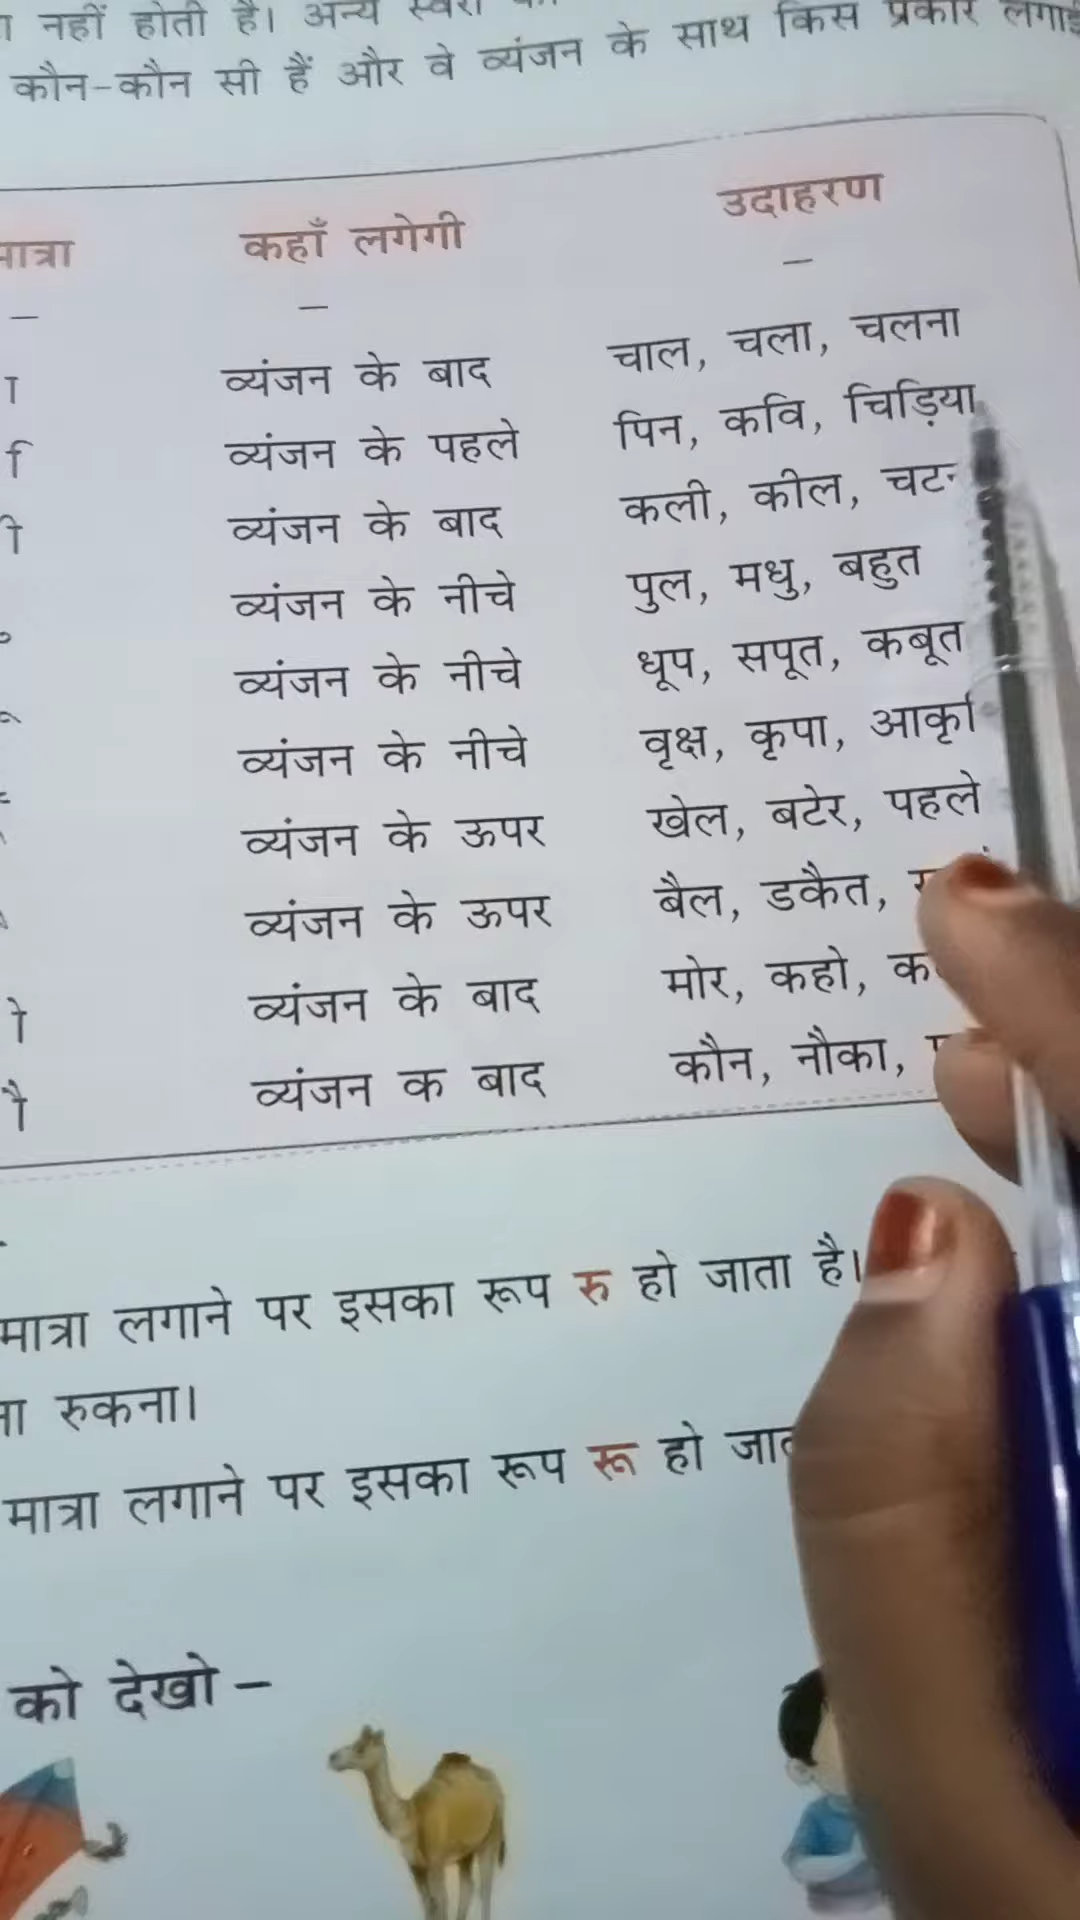 नहीं होती है। अन्य स्वरों
कौन-कौन सी हैं और वे व्यंजन के साथ किस प्रकार
मात्रा कहाँ लगेगी उदाहरण
– – –
ा व्यंजन के बाद चाल, चला, चलना
ि व्यंजन के पहले पिन, कवि, चिड़िया
ी व्यंजन के बाद कली, कील,
ु व्यंजन के नीचे पुल, मधु, बहुत
ू व्यंजन के नीचे धूप, सपूत,
ृ व्यंजन के नीचे वृक्ष, कृपा,
व्यंजन के ऊपर खेल, बटेर, पहले
व्यंजन के ऊपर बैल, डकैत,
ो व्यंजन के बाद मोर, कहो,
ौ व्यंजन क बाद कौन, नौका,
मात्रा लगाने पर इसका रूप रु हो जाता है।
रुकना।
मात्रा लगाने पर इसका रूप रू हो
को देखो –